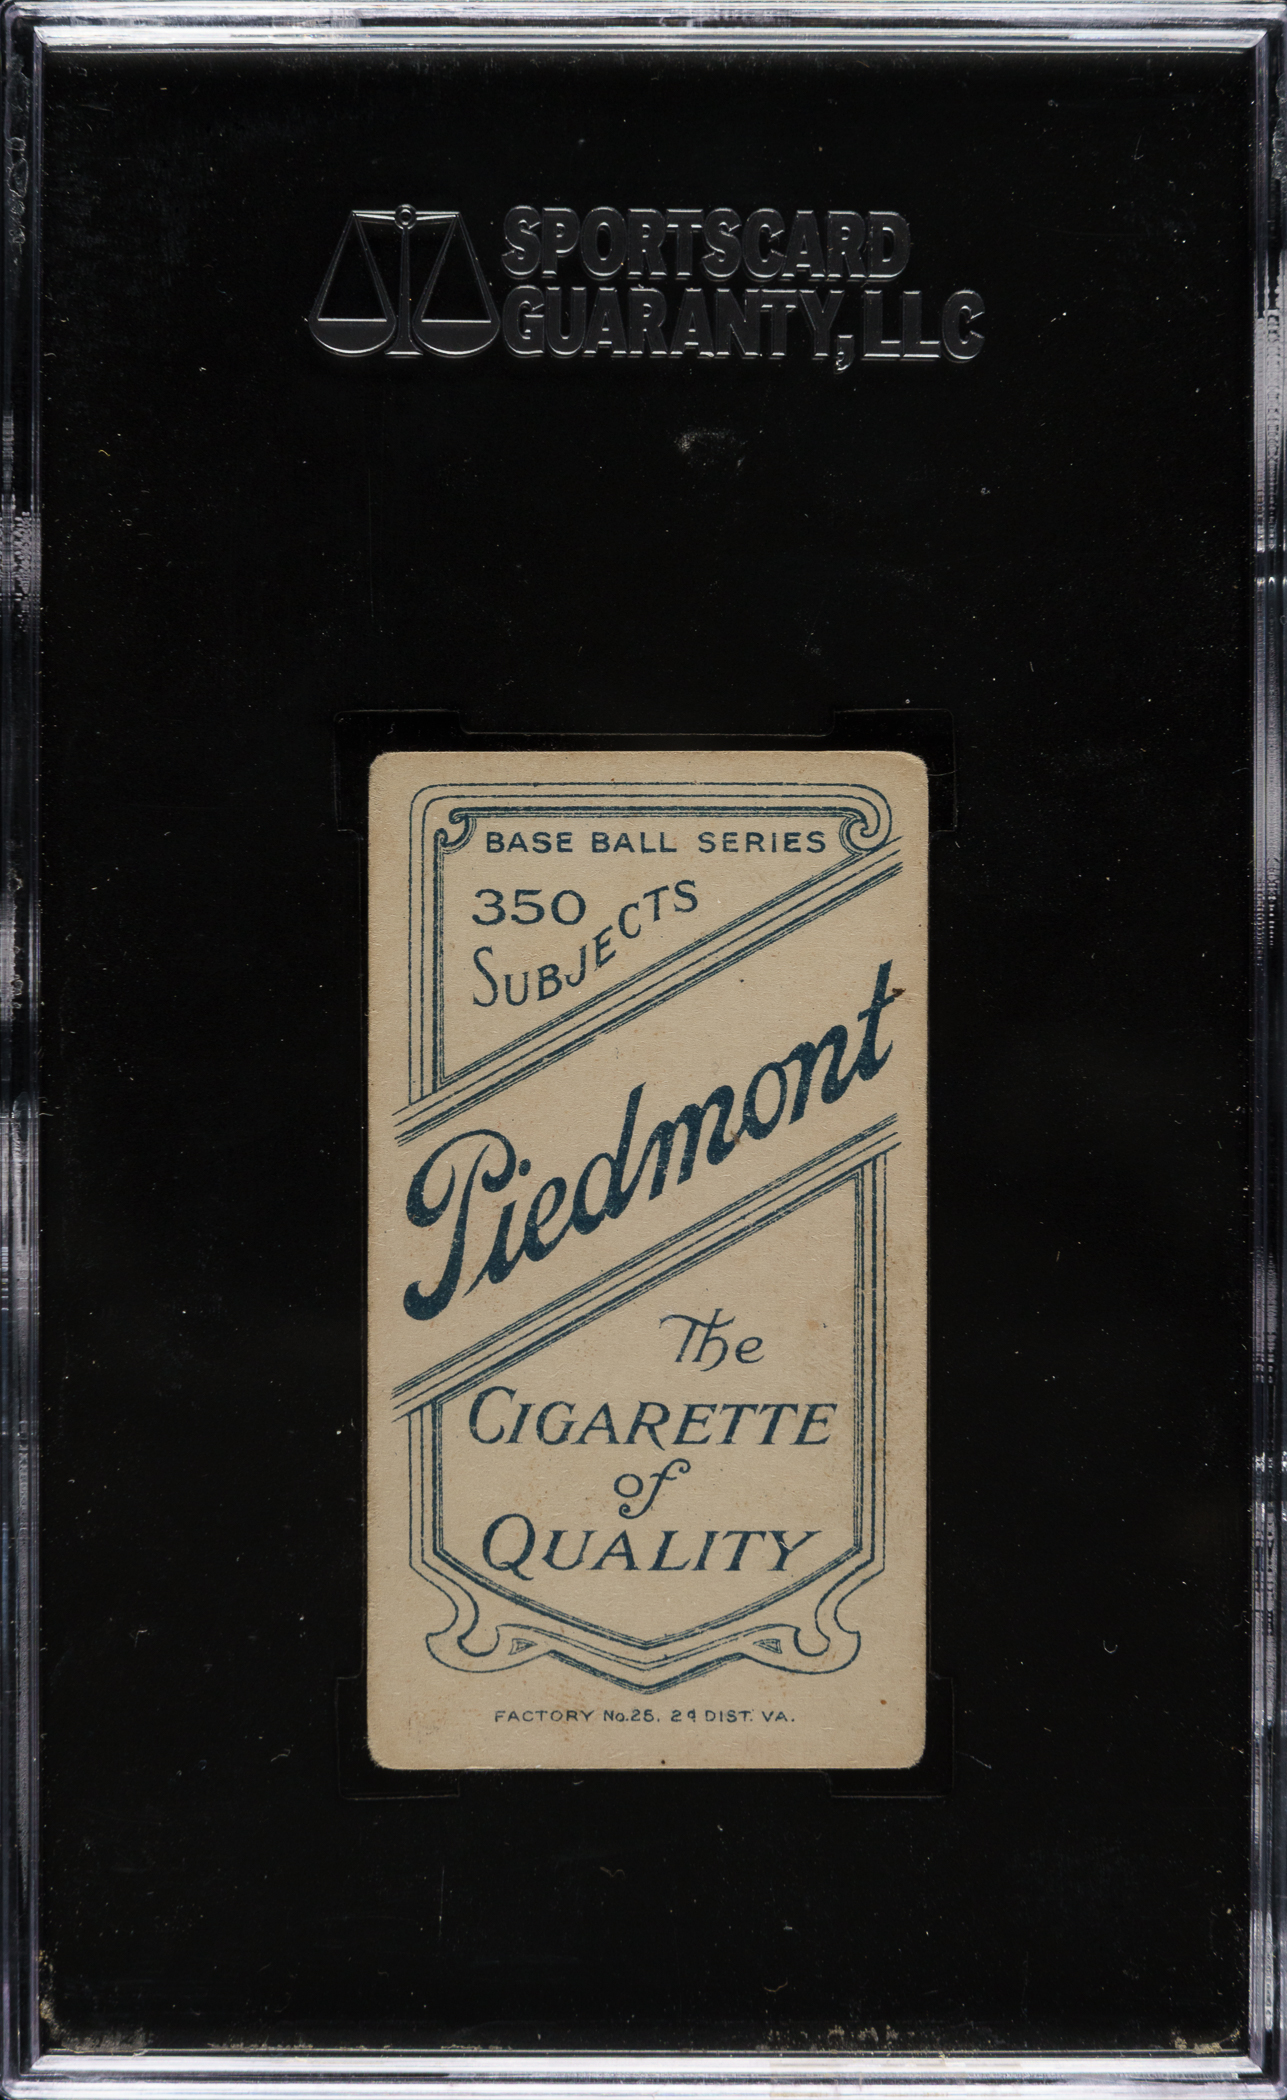 SPORTSCARD
GUARANTY, LLC
BASE BALL SERIES
350
SUBJECTS
Piedmont
The
CIGARETTE
of
QUALITY
FACTORY No.25. 2d DIST. VA.